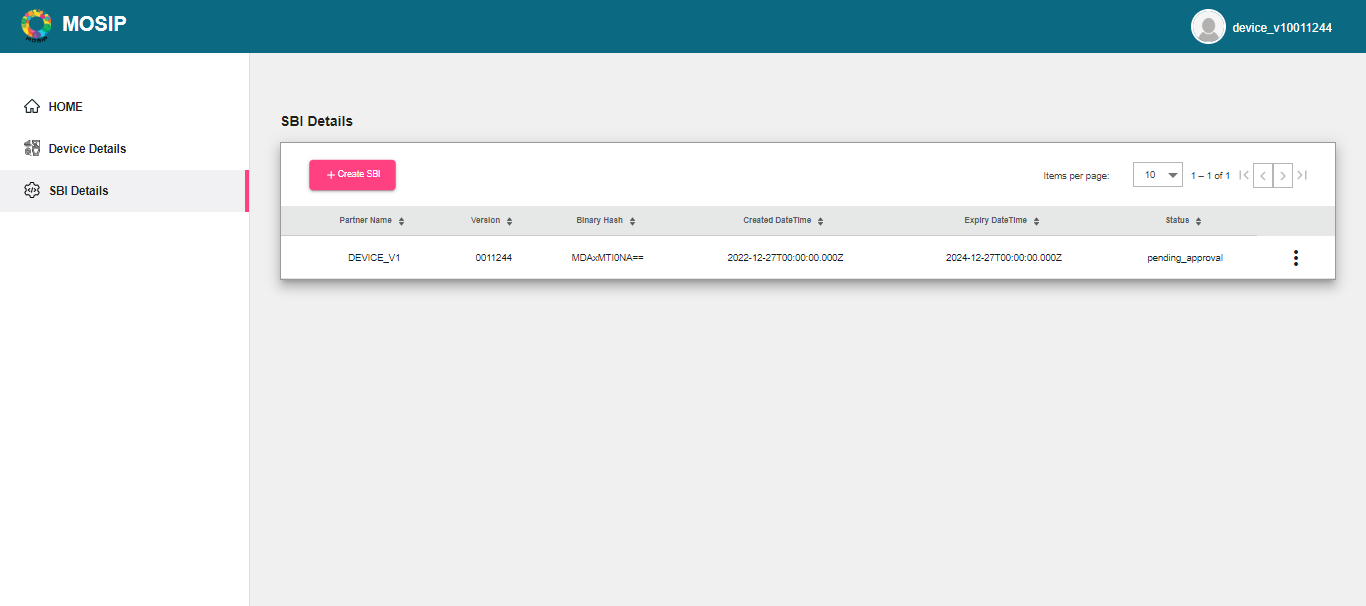 MOSIP
MOSIP
device_v10011244
HOME
Device Details
SBI Details
SBI Details
+ Create SBI
Items per page:
10
1 – 1 of 1
Partner Name Version Binary Hash Created DateTime Expiry DateTime Status
DEVICE_V1 0011244 MDAxMTI0NA== 2022-12-27T00:00:00.000Z 2024-12-27T00:00:00.000Z pending_approval